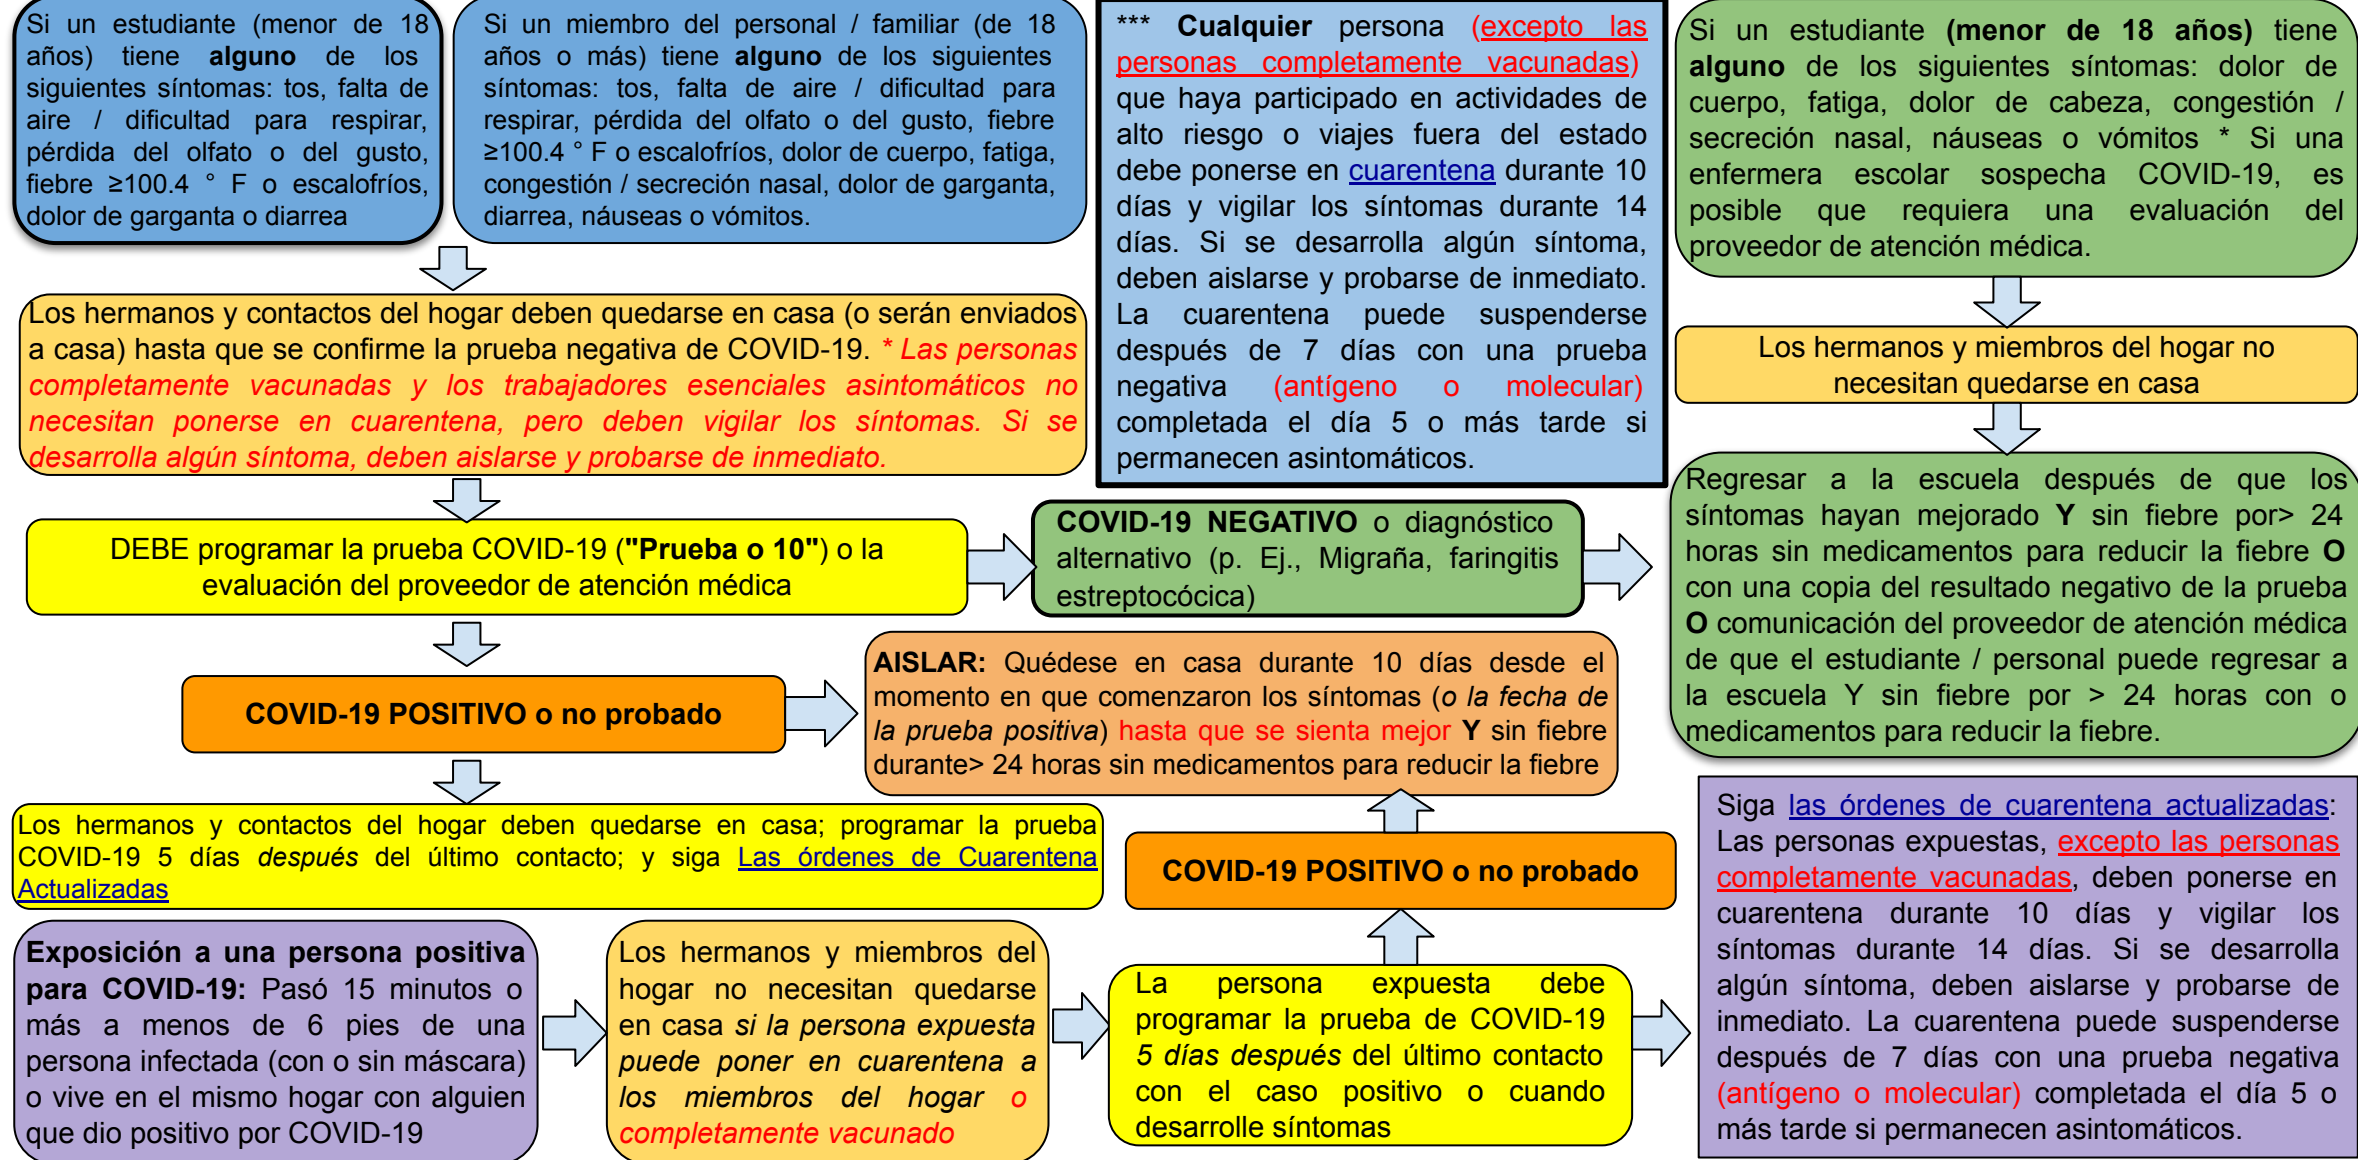 Si un estudiante (menor de 18
años) tiene alguno de los
siguientes síntomas: tos, falta de
aire / dificultad para respirar,
pérdida del olfato o del gusto,
fiebre ≥100.4 ° F o escalofríos,
dolor de garganta o diarrea
Si un miembro del personal / familiar (de 18
años o más) tiene alguno de los siguientes
síntomas: tos, falta de aire / dificultad para
respirar, pérdida del olfato o del gusto, fiebre
≥100.4 ° F o escalofríos, dolor de cuerpo, fatiga,
congestión / secreción nasal, dolor de garganta,
diarrea, náuseas o vómitos.
*** Cualquier persona (excepto las
personas completamente vacunadas)
que haya participado en actividades de
alto riesgo o viajes fuera del estado
debe ponerse en cuarentena durante 10
días y vigilar los síntomas durante 14
días. Si se desarrolla algún síntoma,
deben aislarse y probarse de inmediato.
La cuarentena puede suspenderse
después de 7 días con una prueba
negativa (antígeno o molecular)
completada el día 5 o más tarde si
permanecen asintomáticos.
Si un estudiante (menor de 18 años) tiene
alguno de los siguientes síntomas: dolor de
cuerpo, fatiga, dolor de cabeza, congestión /
secreción nasal, náuseas o vómitos * Si una
enfermera escolar sospecha COVID-19, es
posible que requiera una evaluación del
proveedor de atención médica.
Los hermanos y contactos del hogar deben quedarse en casa (o serán enviados
a casa) hasta que se confirme la prueba negativa de COVID-19. * Las personas
completamente vacunadas y los trabajadores esenciales asintomáticos no
necesitan ponerse en cuarentena, pero deben vigilar los síntomas. Si se
desarrolla algún síntoma, deben aislarse y probarse de inmediato.
Los hermanos y miembros del hogar no
necesitan quedarse en casa
DEBE programar la prueba COVID-19 ("Prueba o 10") o la
evaluación del proveedor de atención médica
COVID-19 NEGATIVO o diagnóstico
alternativo (p. Ej., Migraña, faringitis
estreptocócica)
Regresar a la escuela después de que los
síntomas hayan mejorado Y sin fiebre por> 24
horas sin medicamentos para reducir la fiebre O
con una copia del resultado negativo de la prueba
O comunicación del proveedor de atención médica
de que el estudiante / personal puede regresar a
la escuela Y sin fiebre por > 24 horas con o
medicamentos para reducir la fiebre.
COVID-19 POSITIVO o no probado
AISLAR: Quédese en casa durante 10 días desde el
momento en que comenzaron los síntomas (o la fecha de
la prueba positiva) hasta que se sienta mejor Y sin fiebre
durante> 24 horas sin medicamentos para reducir la fiebre
Los hermanos y contactos del hogar deben quedarse en casa; programar la prueba
COVID-19 5 días después del último contacto; y siga Las órdenes de Cuarentena
Actualizadas
COVID-19 POSITIVO o no probado
Exposición a una persona positiva
para COVID-19: Pasó 15 minutos o
más a menos de 6 pies de una
persona infectada (con o sin máscara)
o vive en el mismo hogar con alguien
que dio positivo por COVID-19
Los hermanos y miembros del
hogar no necesitan quedarse
en casa si la persona expuesta
puede poner en cuarentena a
los miembros del hogar o
completamente vacunado
La persona expuesta debe
programar la prueba de COVID-19
5 días después del último contacto
con el caso positivo o cuando
desarrolle síntomas
Siga las órdenes de cuarentena actualizadas:
Las personas expuestas, excepto las personas
completamente vacunadas, deben ponerse en
cuarentena durante 10 días y vigilar los
síntomas durante 14 días. Si se desarrolla
algún síntoma, deben aislarse y probarse de
inmediato. La cuarentena puede suspenderse
después de 7 días con una prueba negativa
(antígeno o molecular) completada el día 5 o
más tarde si permanecen asintomáticos.